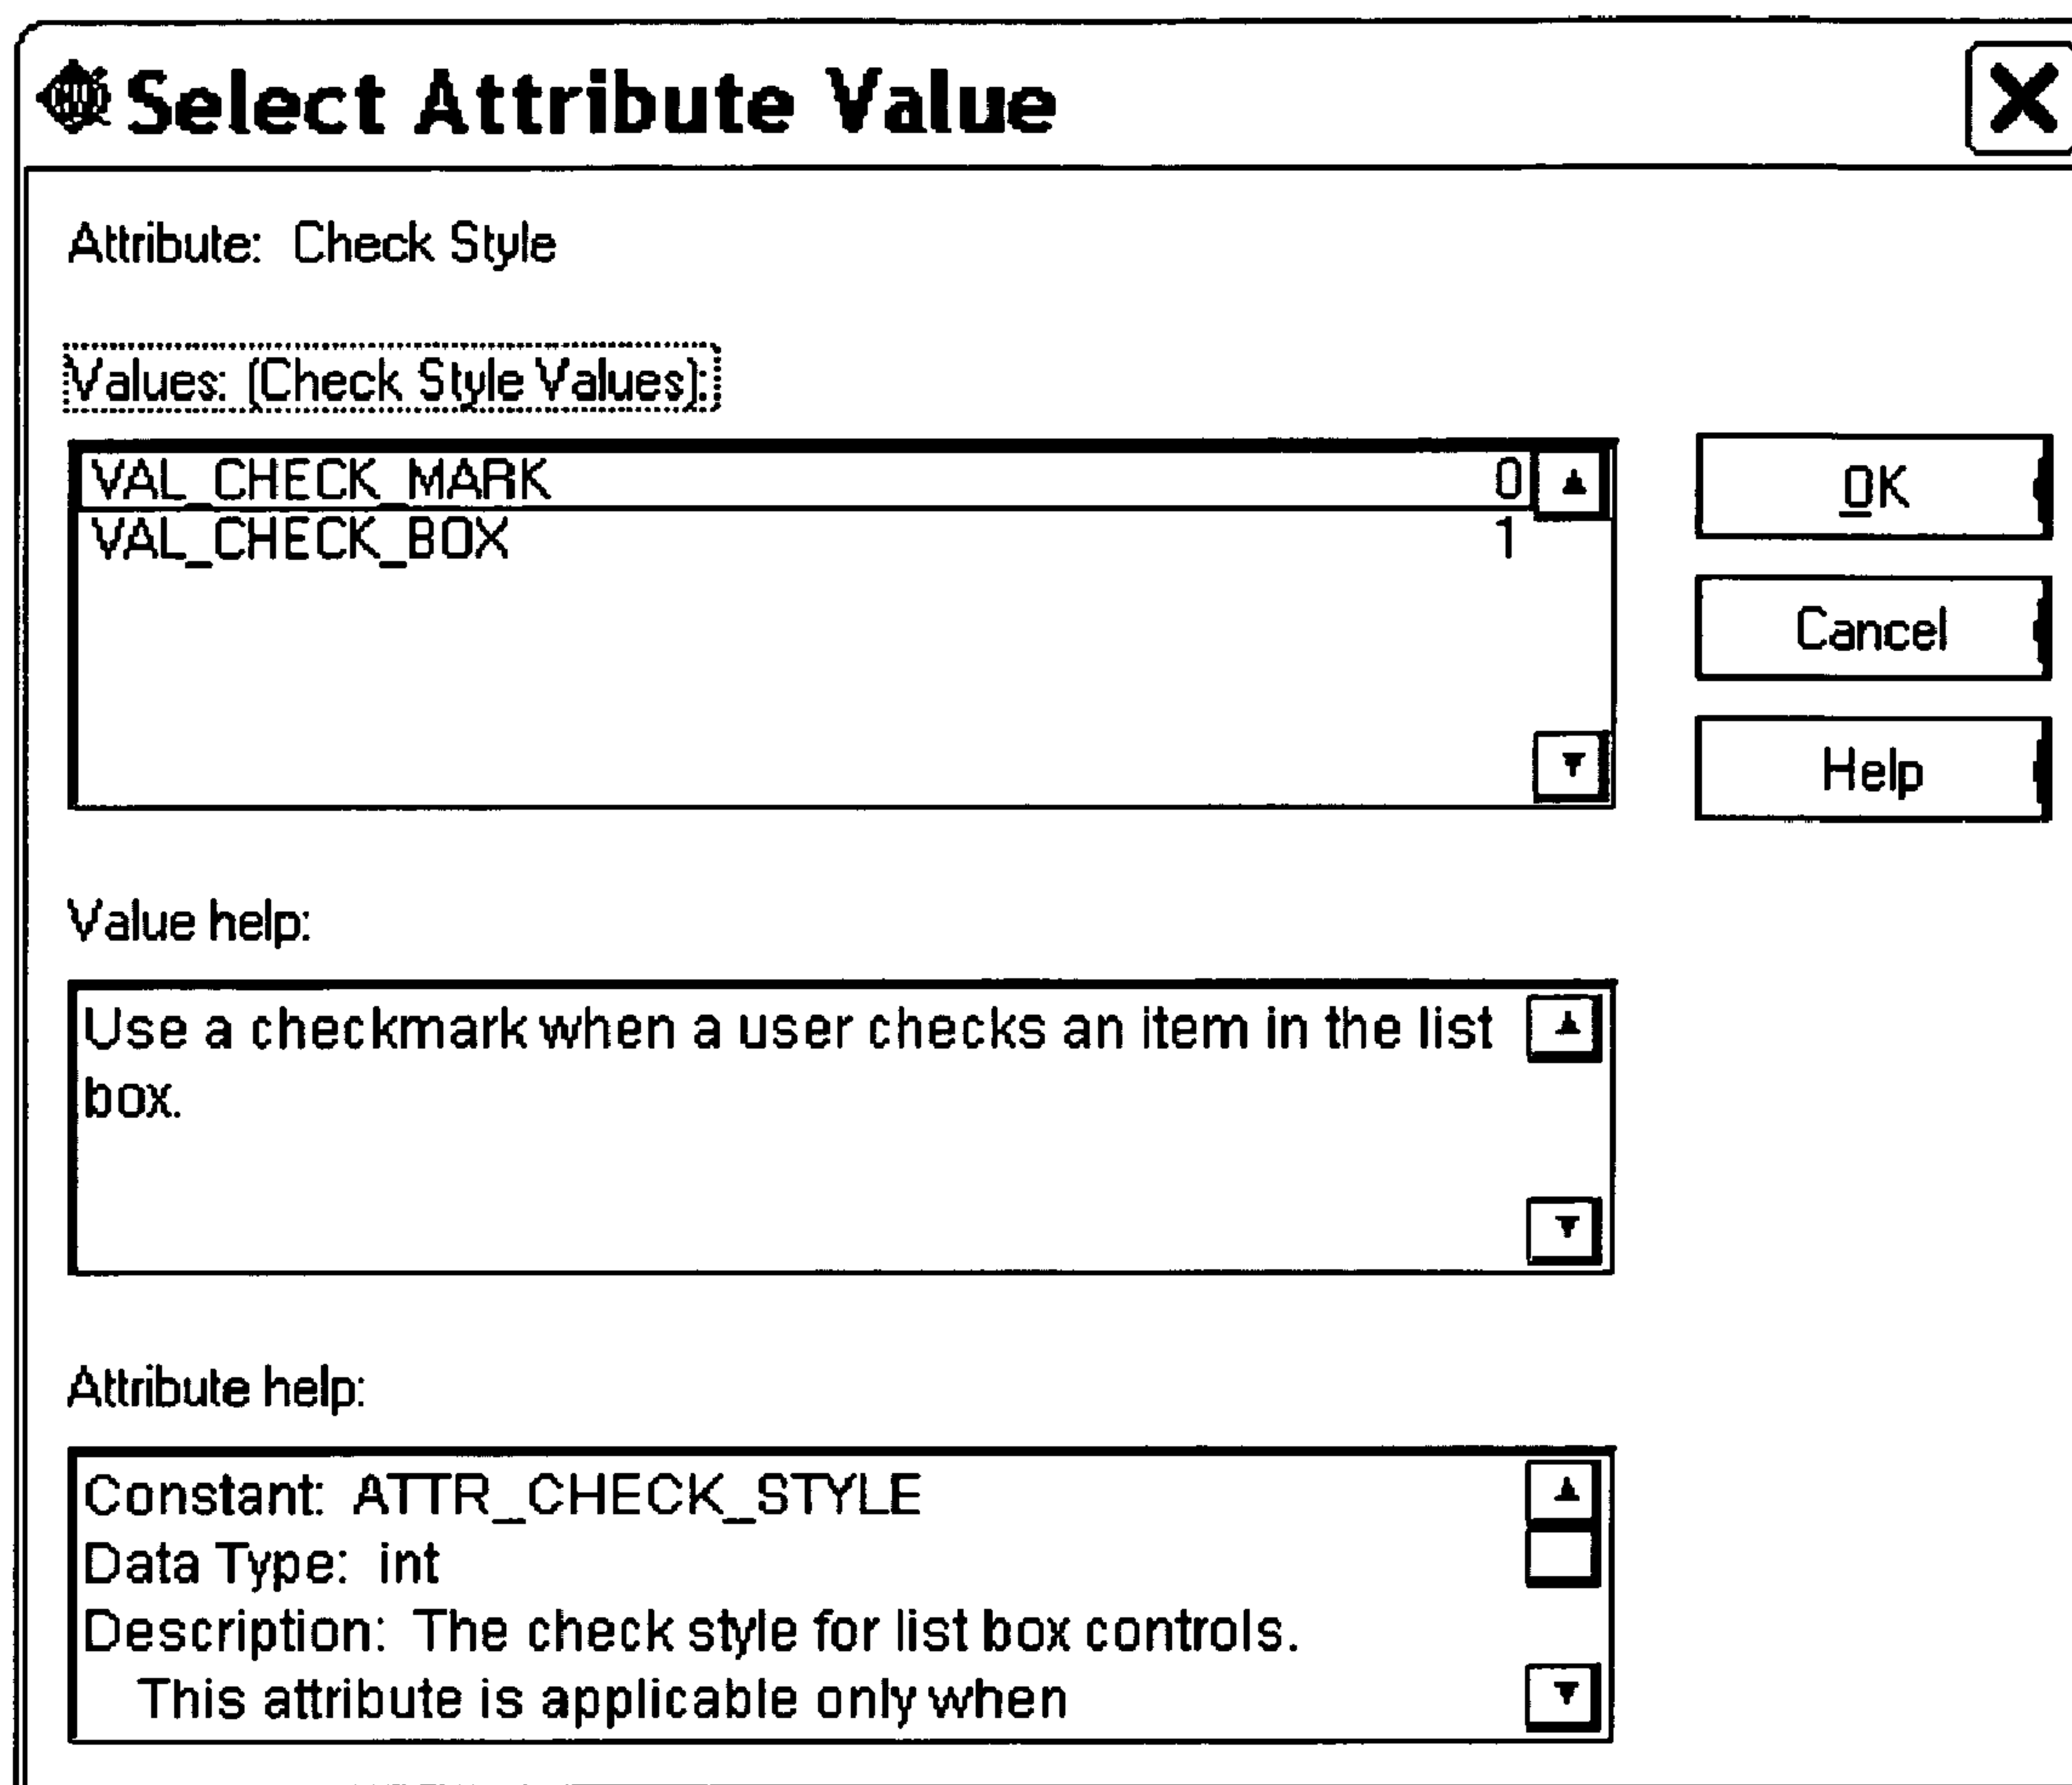 Select Attribute Value
Attribute: Check Style
Values: (Check Style Values):
VAL_CHECK_MARK 0
VAL_CHECK_BOX 1
OK
Cancel
Help
Value help:
Use a checkmark when a user checks an item in the list
box.
Attribute help:
Constant: ATTR_CHECK_STYLE
Data Type: int
Description: The check style for list box controls.
This attribute is applicable only when